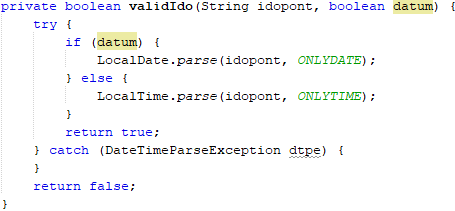 private boolean validIdo(String idopont, boolean datum) {
    try {
        if (datum) {
            LocalDate.parse(idopont, ONLYDATE);
        } else {
            LocalTime.parse(idopont, ONLYTIME);
        }
        return true;
    } catch (DateTimeParseException dtpe) {
    }
    return false;
}